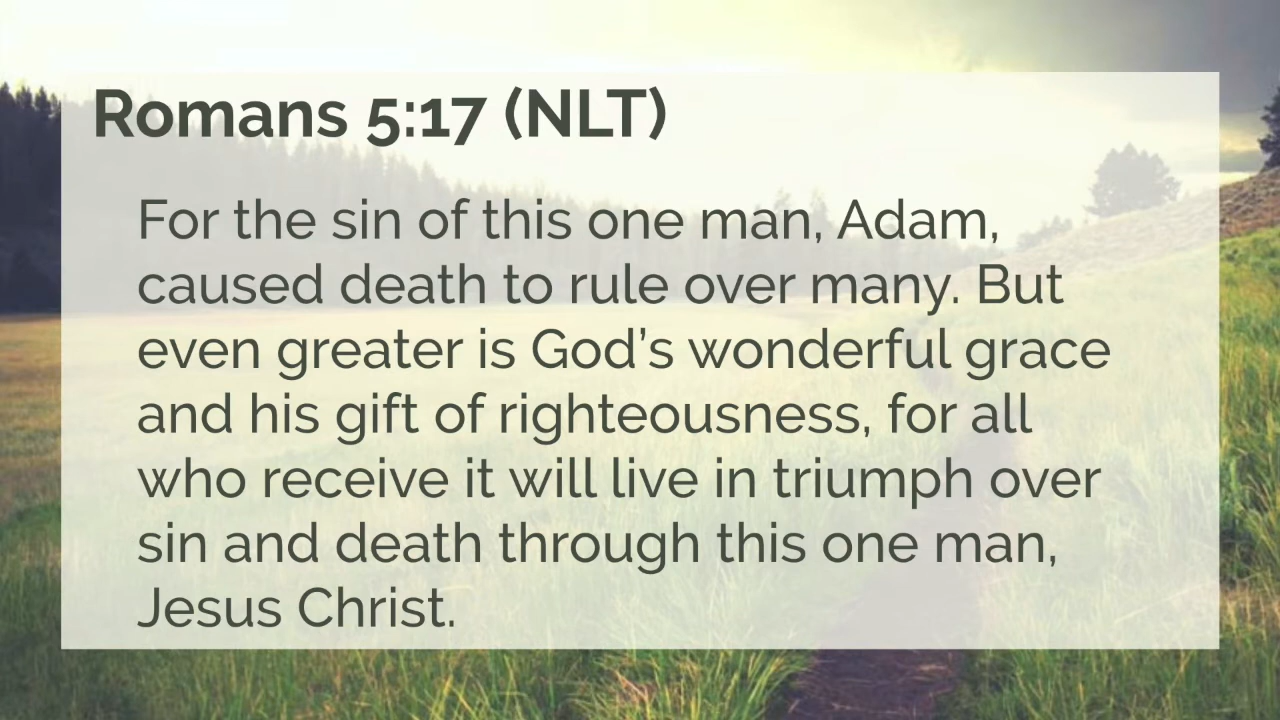 Romans 5:17 (NLT)
For the sin of this one man, Adam,
caused death to rule over many. But
even greater is God’s wonderful grace
and his gift of righteousness, for all
who receive it will live in triumph over
sin and death through this one man,
Jesus Christ.